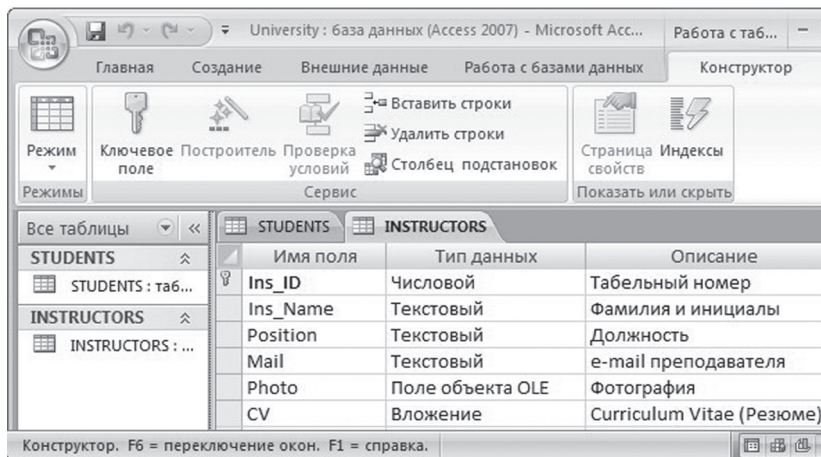 University : база данных (Access 2007) - Microsoft Acc... Работа с таб...
Главная Создание Внешние данные Работа с базами данных Конструктор
Режим
Ключевое поле
Построитель
Проверка условий
Вставить строки
Удалить строки
Столбец подстановок
Страница свойств
Индексы
Режимы Сервис Показать или скрыть
Все таблицы
STUDENTS
STUDENTS : таб...
INSTRUCTORS
INSTRUCTORS : ...
STUDENTS INSTRUCTORS
Имя поля Тип данных Описание
Ins_ID Числовой Табельный номер
Ins_Name Текстовый Фамилия и инициалы
Position Текстовый Должность
Mail Текстовый e-mail преподавателя
Photo Поле объекта OLE Фотография
CV Вложение Curriculum Vitae (Резюме)
Конструктор. F6 = переключение окон. F1 = справка.